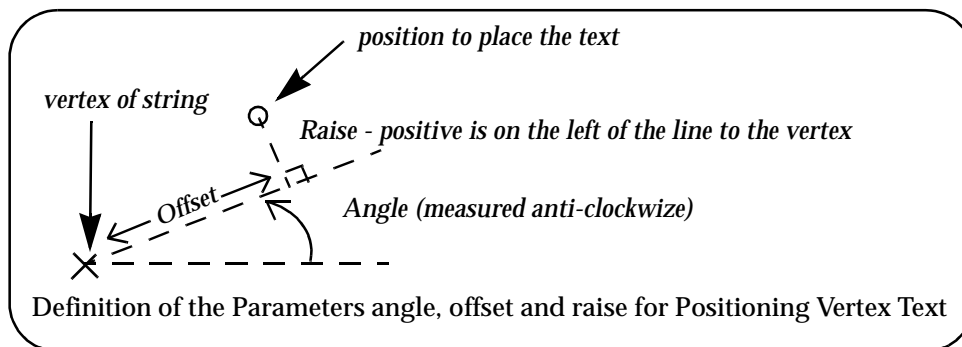 position to place the text
vertex of string
Raise - positive is on the left of the line to the vertex
Offset
Angle (measured anti-clockwize)
Definition of the Parameters angle, offset and raise for Positioning Vertex Text